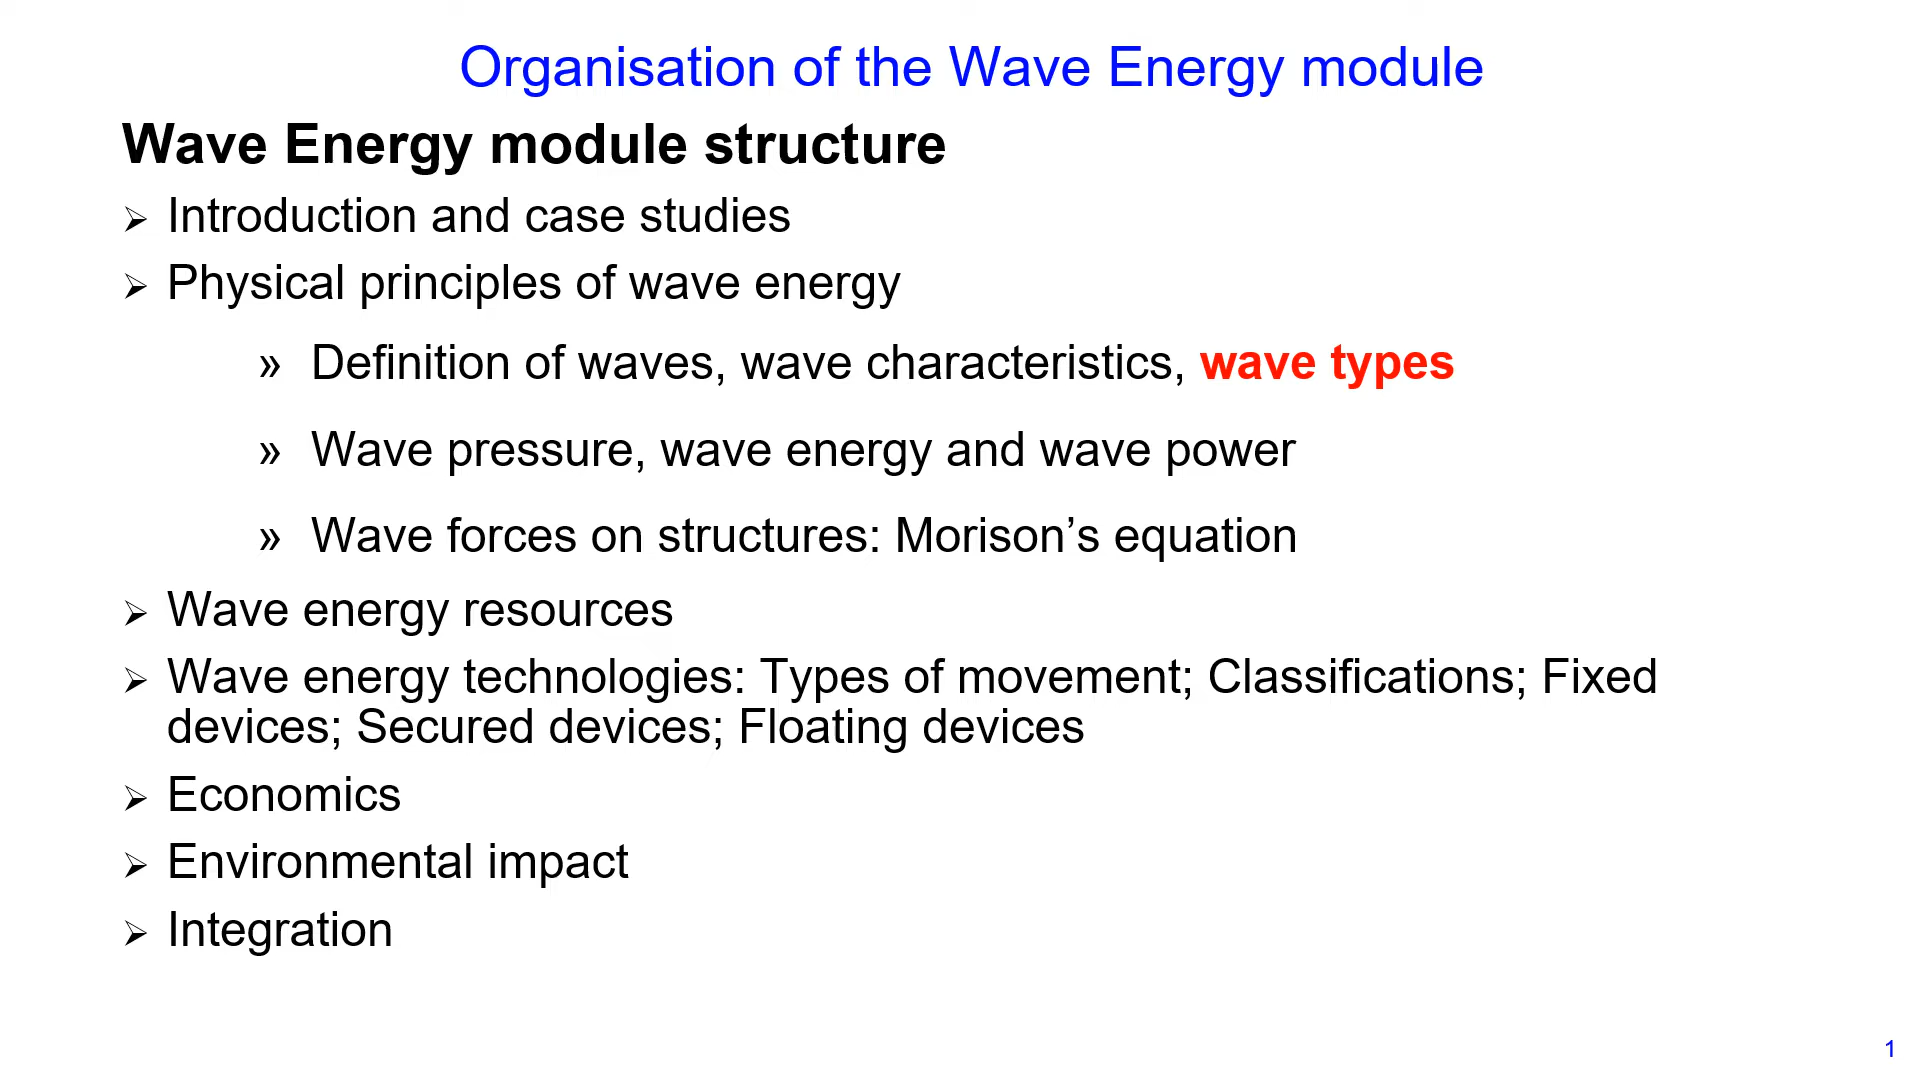 Organisation of the Wave Energy module
Wave Energy module structure
➢ Introduction and case studies
➢ Physical principles of wave energy
» Definition of waves, wave characteristics, wave types
» Wave pressure, wave energy and wave power
» Wave forces on structures: Morison’s equation
➢ Wave energy resources
➢ Wave energy technologies: Types of movement; Classifications; Fixed
devices; Secured devices; Floating devices
➢ Economics
➢ Environmental impact
➢ Integration
1